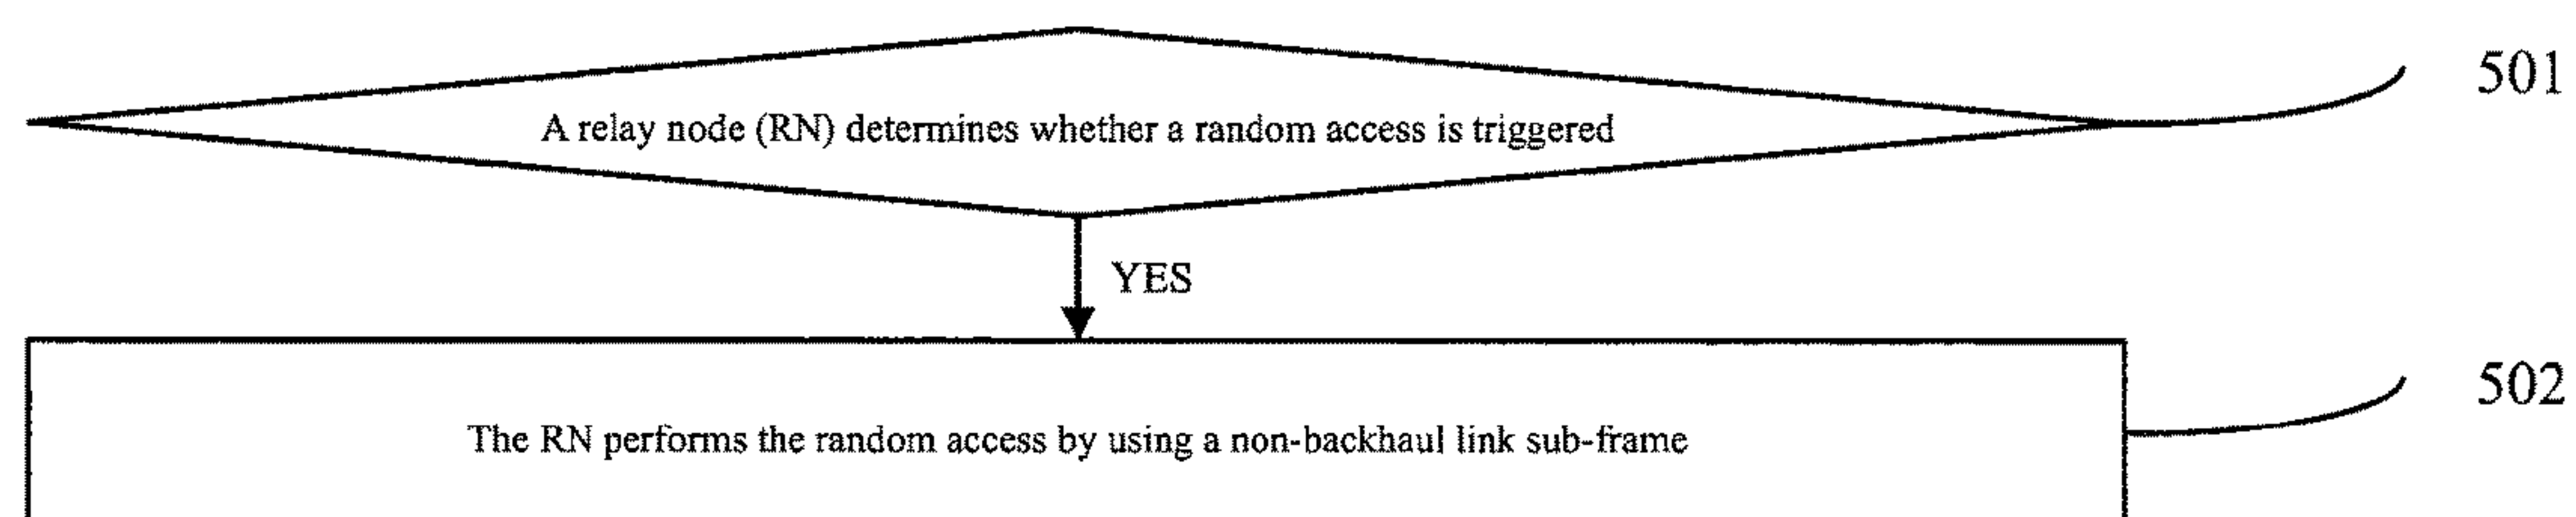 501
A relay node (RN) determines whether a random access is triggered
YES
502
The RN performs the random access by using a non-backhaul link sub-frame